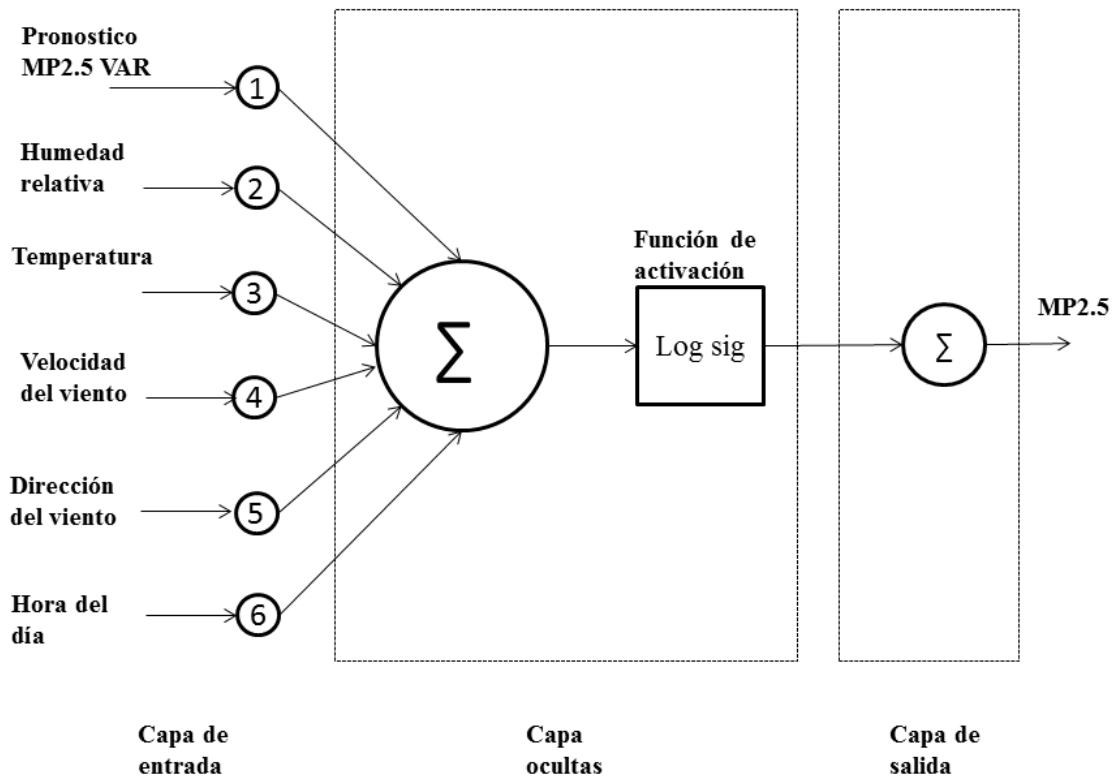 Pronostico
MP2.5 VAR
1
Humedad
relativa
2
Temperatura
3
Velocidad
del viento
4
Dirección
del viento
5
Hora del
día
6
Σ
Función de
activación
Log sig
Σ
MP2.5
Capa de
entrada
Capa
ocultas
Capa de
salida